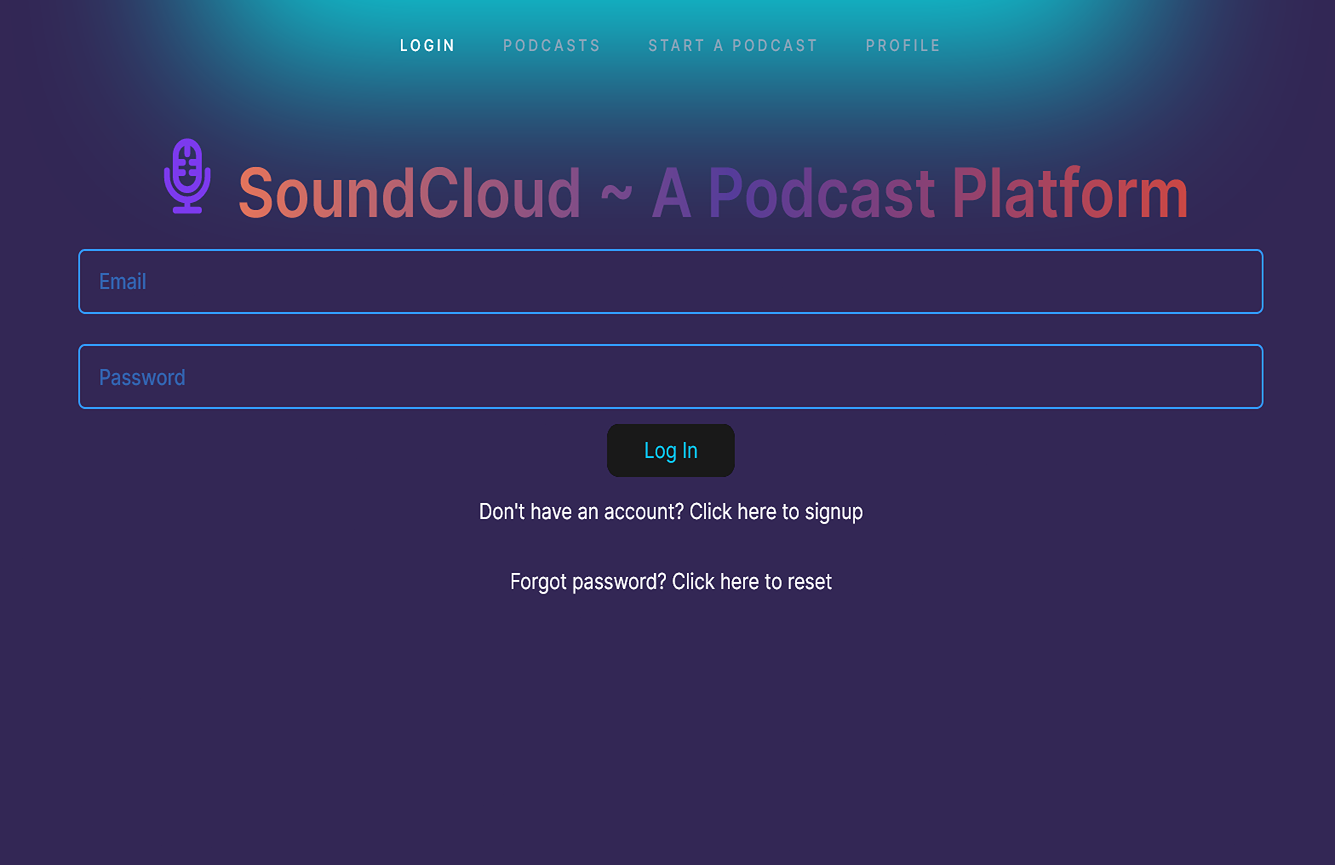 LOGIN PODCASTS START A PODCAST PROFILE
SoundCloud ~ A Podcast Platform
Email
Password
Log In
Don't have an account? Click here to signup
Forgot password? Click here to reset